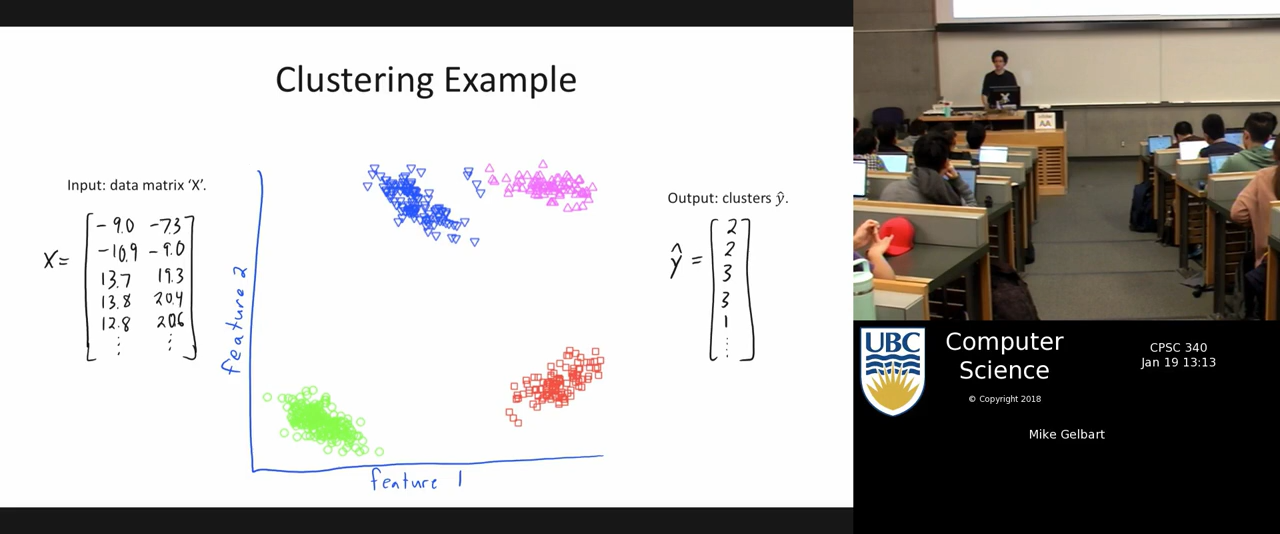 Clustering Example
Input: data matrix ‘X’.
X=
-9.0 -7.3
-10.9 -9.0
13.7 19.3
13.8 20.4
12.8 20.6
⋮ ⋮
feature 2
feature 1
Output: clusters ŷ.
ŷ =
2
2
3
3
1
⋮
AA
UBC
Computer
Science
© Copyright 2018
CPSC 340
Jan 19 13:13
Mike Gelbart